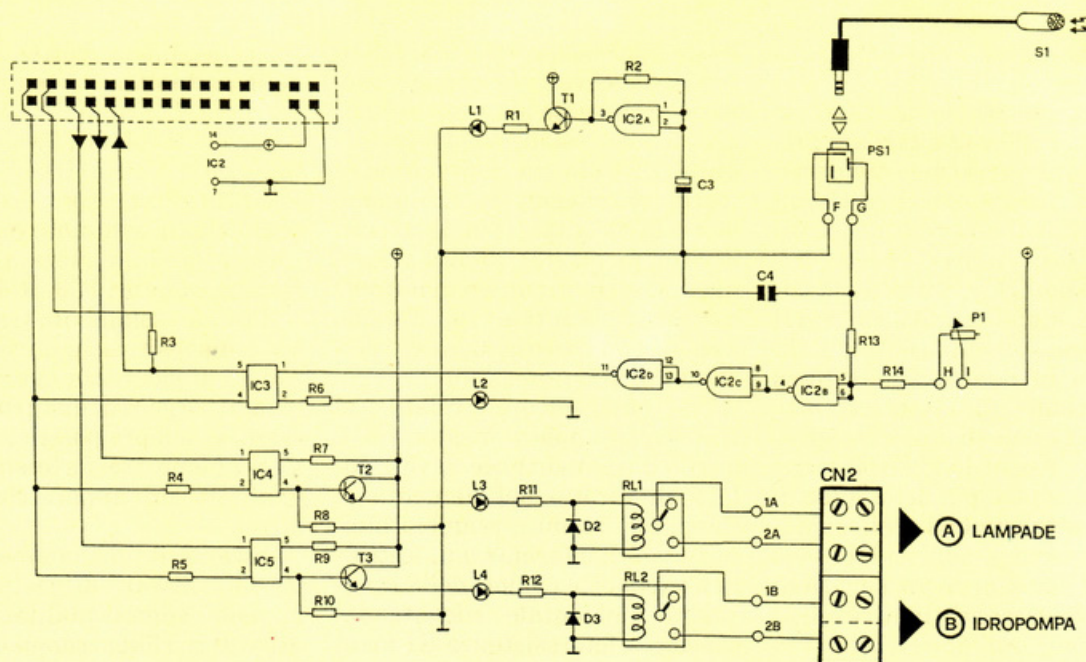 S1
R2
T1
L1
R1
3
IC2A
1
2
14
IC2
7
C3
PS1
F
G
C4
P1
R3
R13
5
1
11
IC2D
12
13
10
IC2C
8
9
4
IC2B
5
6
R14
H
I
IC3
4
2
R6
L2
1
5
R7
IC4
T2
R4
2
4
R8
CN2
L3
R11
RL1
1A
D2
2A
A LAMPADE
1
5
R9
IC5
T3
R5
2
4
R10
L4
R12
RL2
1B
D3
2B
B IDROPOMPA